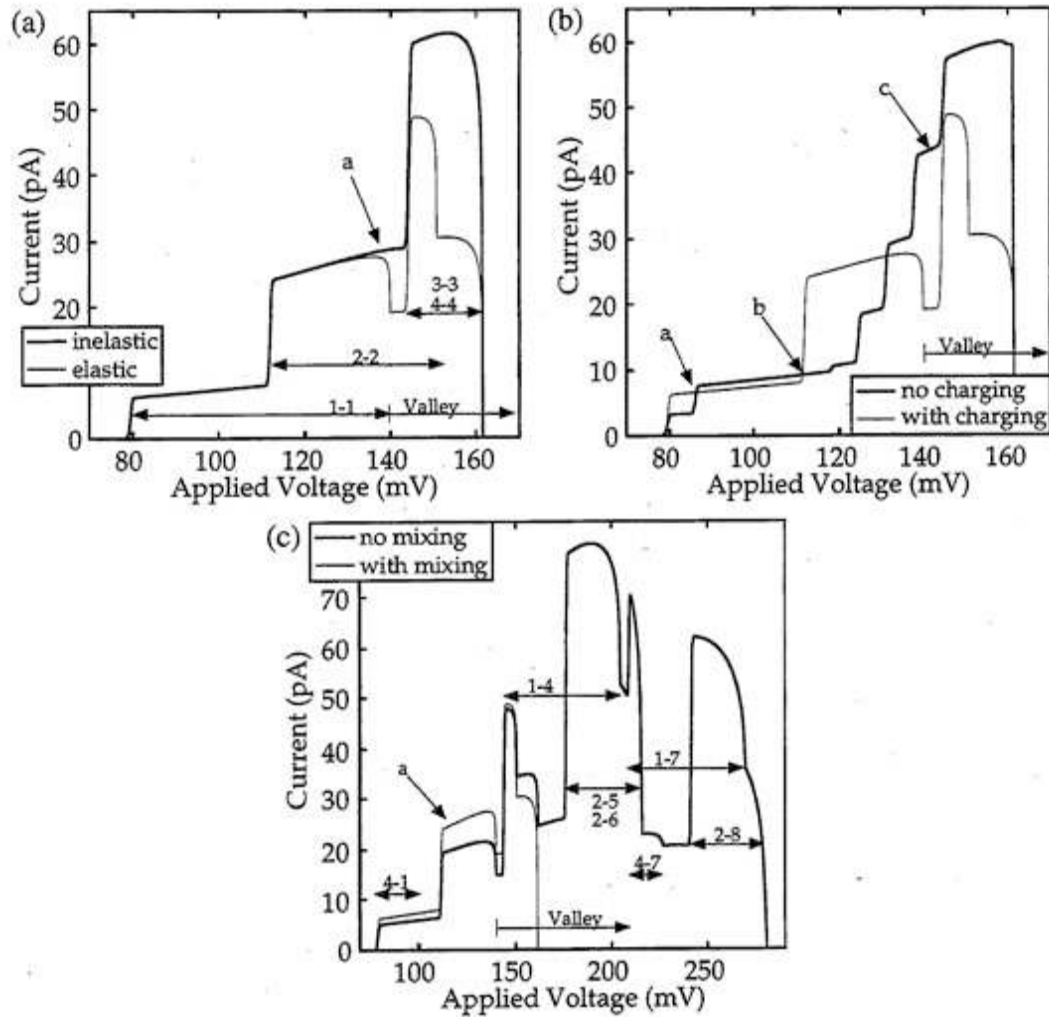 (a)
60
50
40
30
20
0
Current (pA)
a
3-3
4-4
2-2
1-1
Valley
inelastic
elastic
80 100 120 140 160
Applied Voltage (mV)
(b)
60
50
40
30
20
10
0
Current (pA)
a
b
c
Valley
no charging
with charging
80 100 120 140 160
Applied Voltage (mV)
(c)
no mixing
with mixing
70
60
50
40
30
20
10
0
Current (pA)
a
4-1
1-4
2-5
2-6
1-7
4-7
2-8
Valley
100 150 200 250
Applied Voltage (mV)